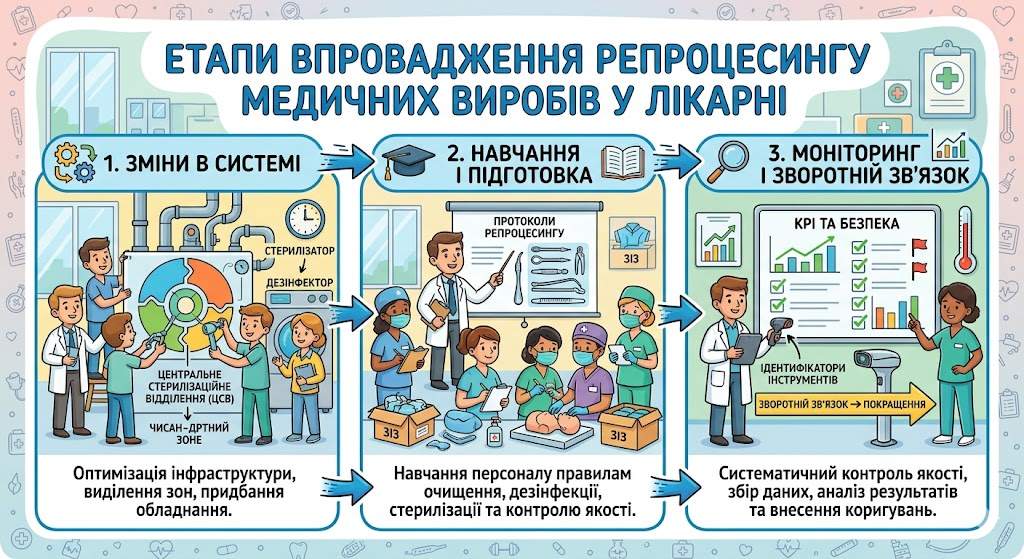 ЕТАПИ ВПРОВАДЖЕННЯ РЕПРОЦЕСИНГУ
МЕДИЧНИХ ВИРОБІВ У ЛІКАРНІ
1. ЗМІНИ В СИСТЕМІ
СТЕРИЛІЗАТОР
ДЕЗІНФЕКТОР
ЦЕНТРАЛЬНЕ
СТЕРИЛІЗАЦІЙНЕ
ВІДДІЛЕННЯ (ЦСВ)
ЧИСАН-ДРТНИЙ
ЗОНЕ
Оптимізація інфраструктури,
виділення зон, придбання
обладнання.
2. НАВЧАННЯ
І ПІДГОТОВКА
ПРОТОКОЛИ
РЕПРОЦЕСИНГУ
ЗІЗ
ЗІЗ
ЗІЗ
Навчання персоналу правилам
очищення, дезінфекції,
стерилізації та контролю якості.
3. МОНІТОРИНГ
І ЗВОРОТНІЙ ЗВ'ЯЗОК
КРІ ТА БЕЗПЕКА
ІДЕНТИФІКАТОРИ
ІНСТРУМЕНТІВ
ЗВОРОТНІЙ ЗВ'ЯЗОК → ПОКРАЩЕННЯ
Систематичний контроль якості,
збір даних, аналіз результатів
та внесення коригувань.